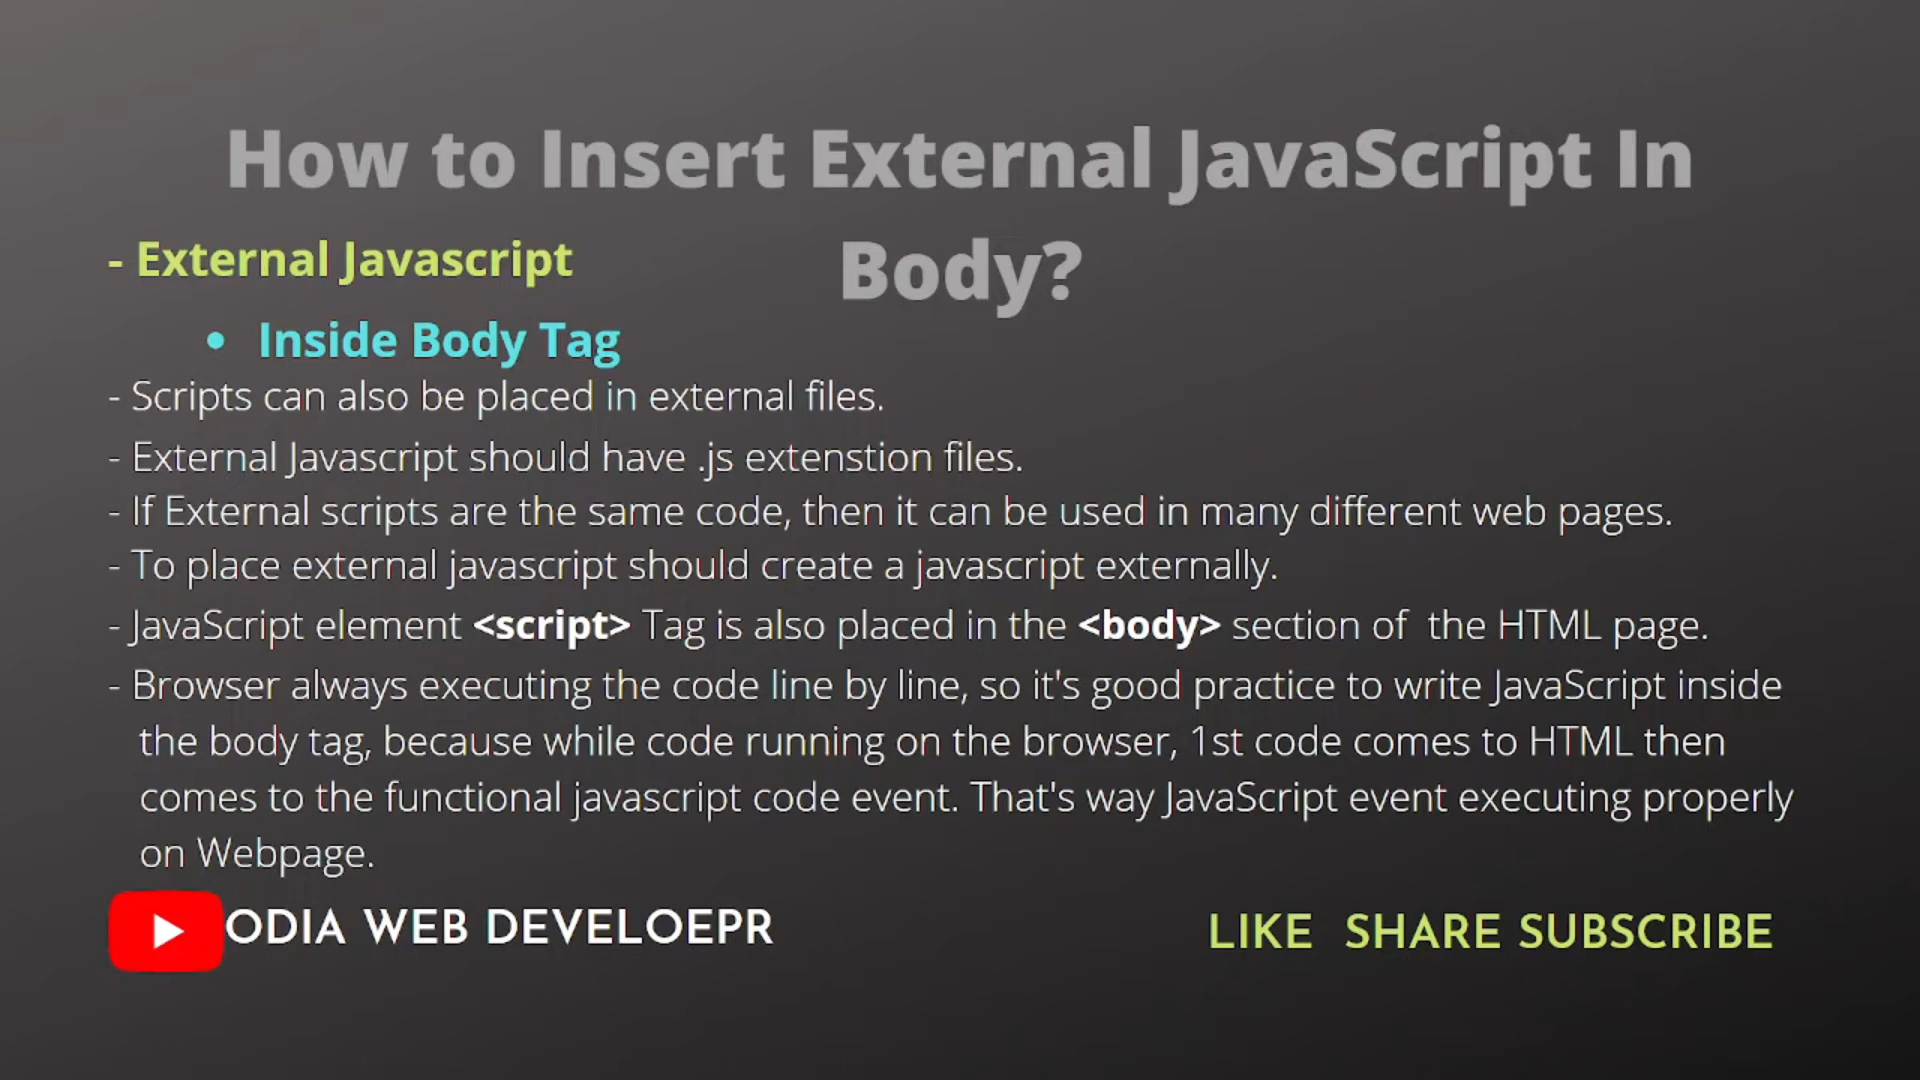 How to Insert External JavaScript In
Body?
- External Javascript
• Inside Body Tag
- Scripts can also be placed in external files.
- External Javascript should have .js extenstion files.
- If External scripts are the same code, then it can be used in many different web pages.
- To place external javascript should create a javascript externally.
- JavaScript element <script> Tag is also placed in the <body> section of  the HTML page.
- Browser always executing the code line by line, so it's good practice to write JavaScript inside
the body tag, because while code running on the browser, 1st code comes to HTML then
comes to the functional javascript code event. That's way JavaScript event executing properly
on Webpage.
ODIA WEB DEVELOEPR
LIKE  SHARE SUBSCRIBE